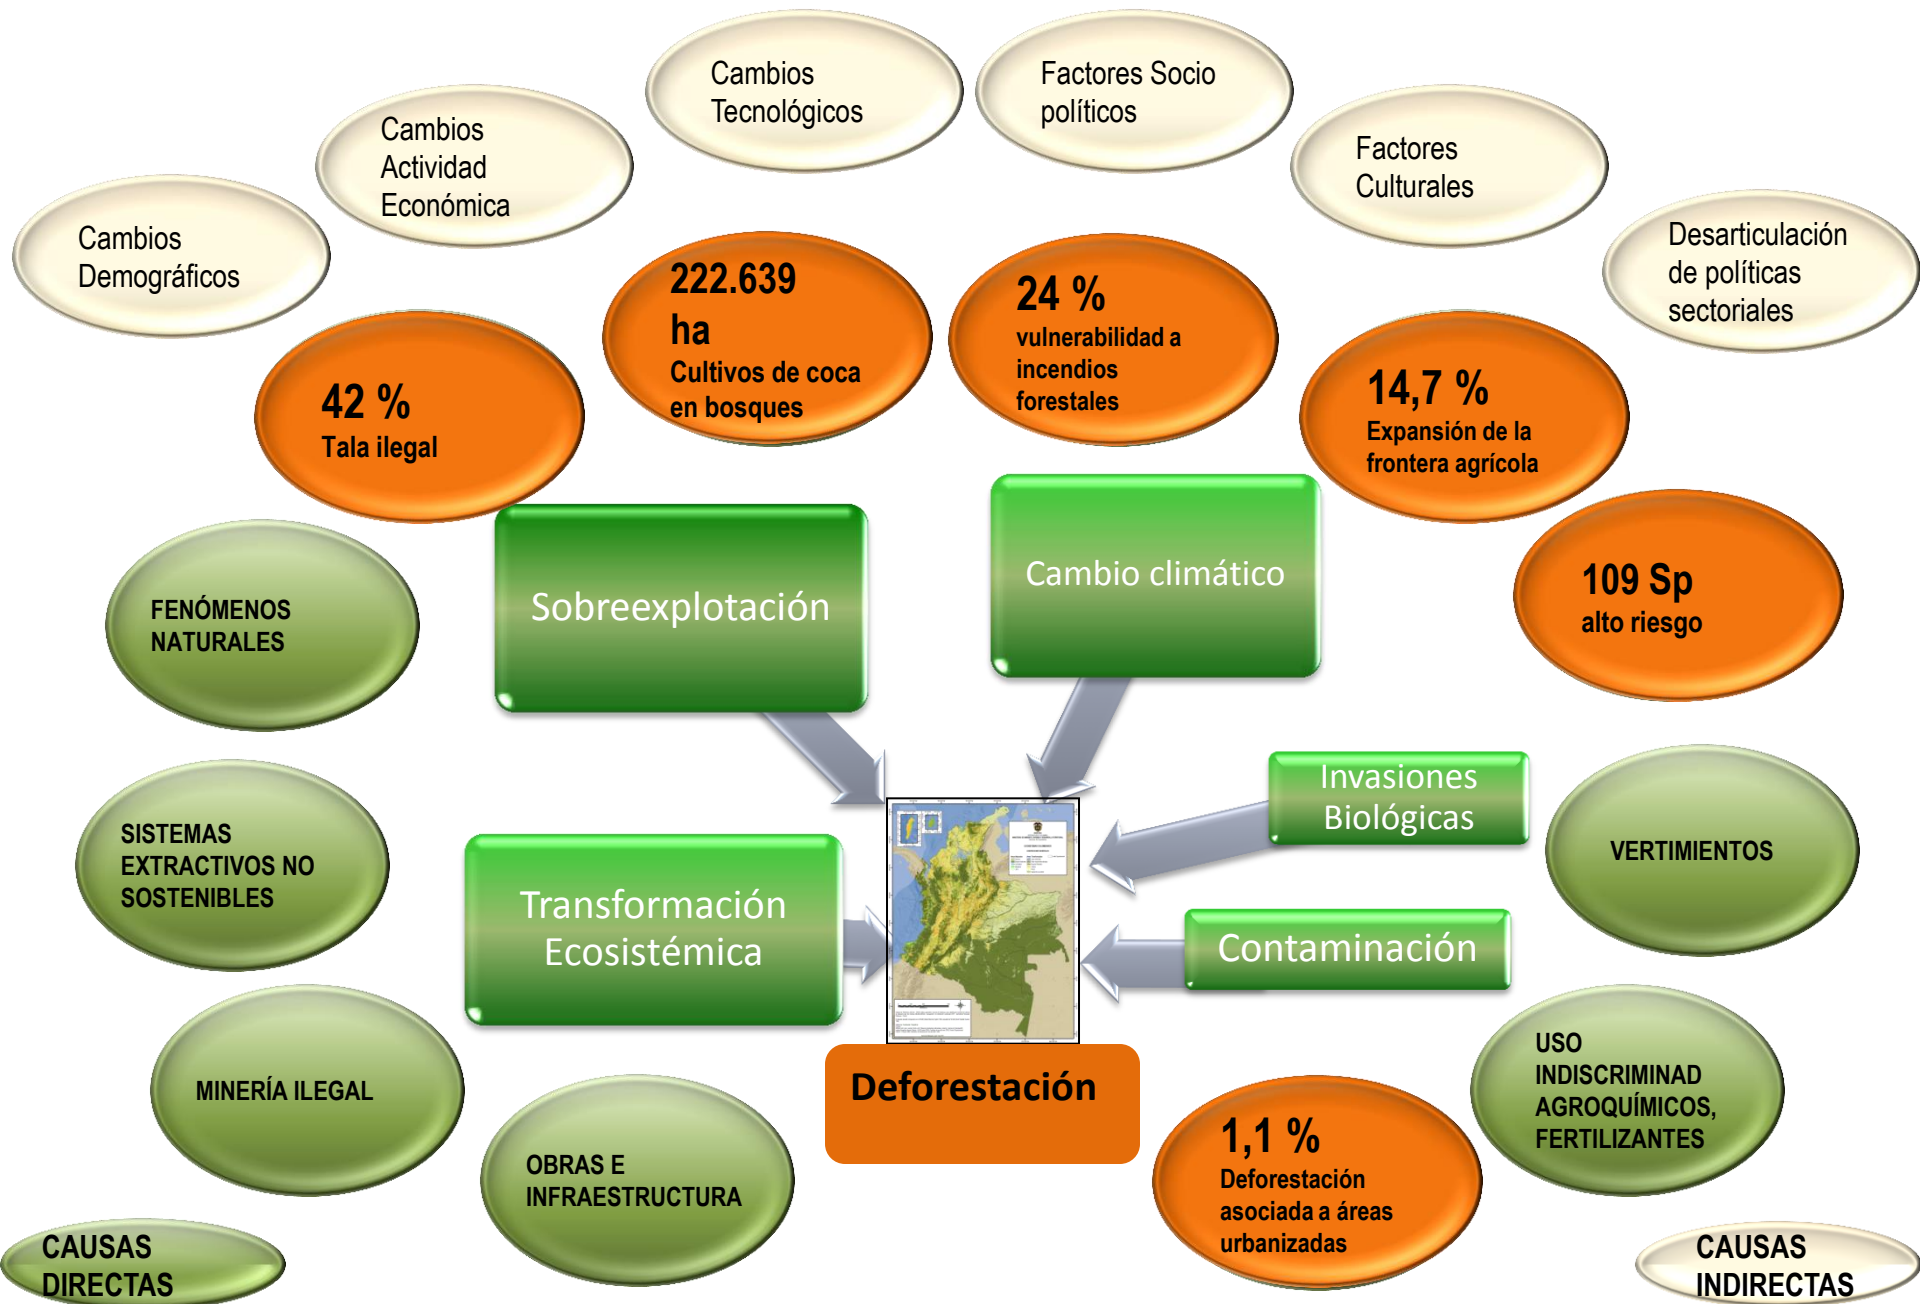 Cambios
Tecnológicos
Factores Socio
políticos
Cambios
Actividad
Económica
Factores
Culturales
Cambios
Demográficos
Desarticulación
de políticas
sectoriales
222.639
ha
Cultivos de coca
en bosques
24 %
vulnerabilidad a
incendios
forestales
42 %
Tala ilegal
14,7 %
Expansión de la
frontera agrícola
109 Sp
alto riesgo
FENÓMENOS
NATURALES
Sobreexplotación
Cambio climático
SISTEMAS
EXTRACTIVOS NO
SOSTENIBLES
Transformación
Ecosistémica
Invasiones
Biológicas
Contaminación
VERTIMIENTOS
MINERÍA ILEGAL
OBRAS E
INFRAESTRUCTURA
Deforestación
1,1 %
Deforestación
asociada a áreas
urbanizadas
USO
INDISCRIMINAD
AGROQUÍMICOS,
FERTILIZANTES
CAUSAS
DIRECTAS
CAUSAS
INDIRECTAS